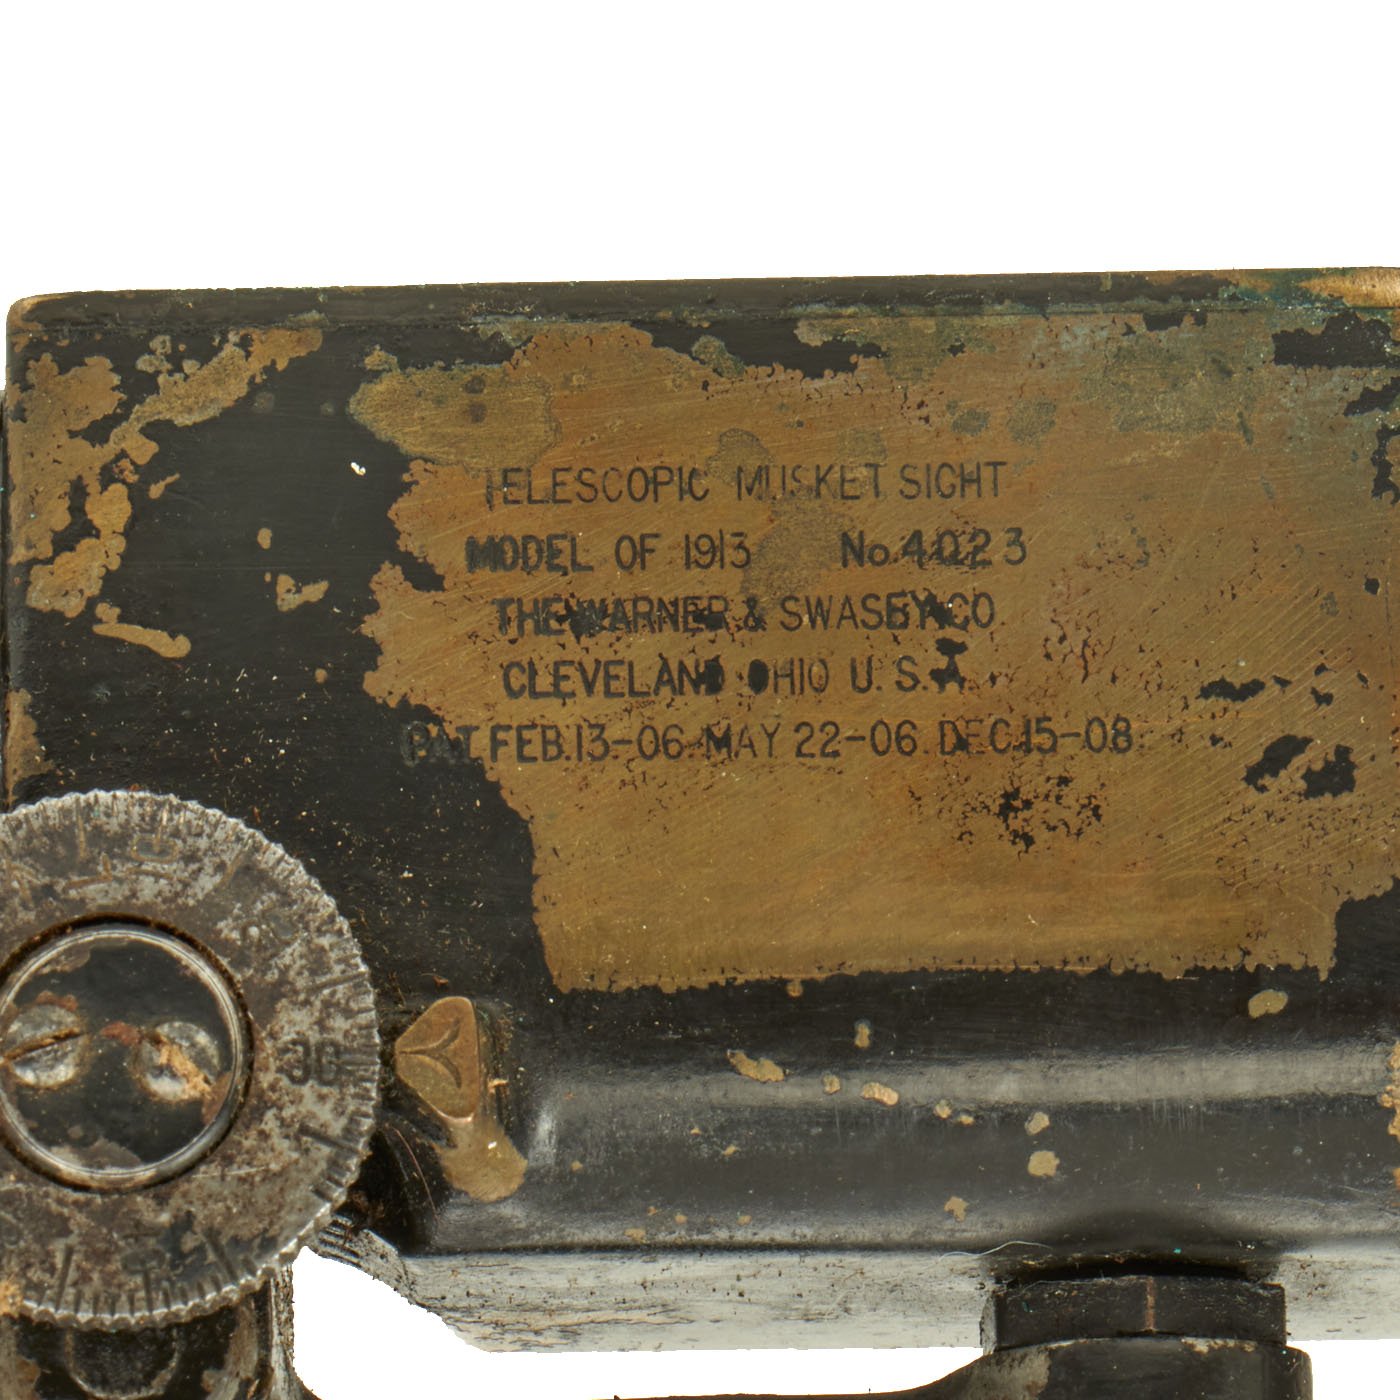 TELESCOPIC MUSKET SIGHT
MODEL OF 1913 No. 4023
THE WARNER & SWASEY CO
CLEVELAND OHIO U. S. A
PAT. FEB. 13-06 MAY 22-06 DEC. 15-08
30